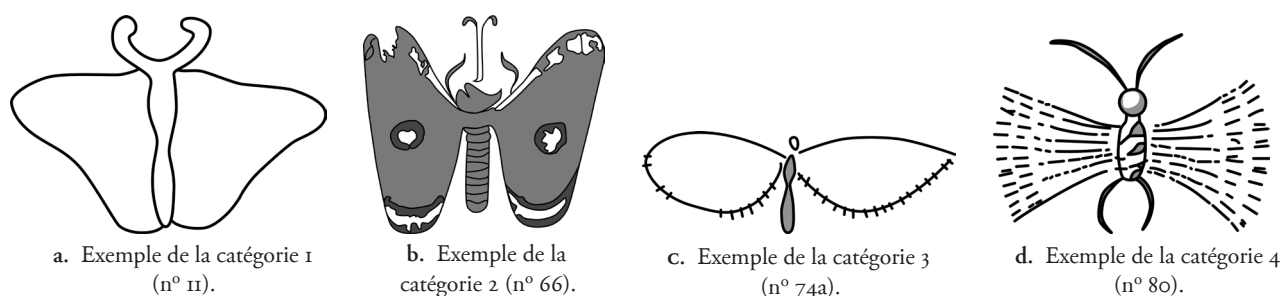 a. Exemple de la catégorie 1
(nº 11).
b. Exemple de la
catégorie 2 (nº 66).
c. Exemple de la catégorie 3
(nº 74a).
d. Exemple de la catégorie 4
(nº 80).